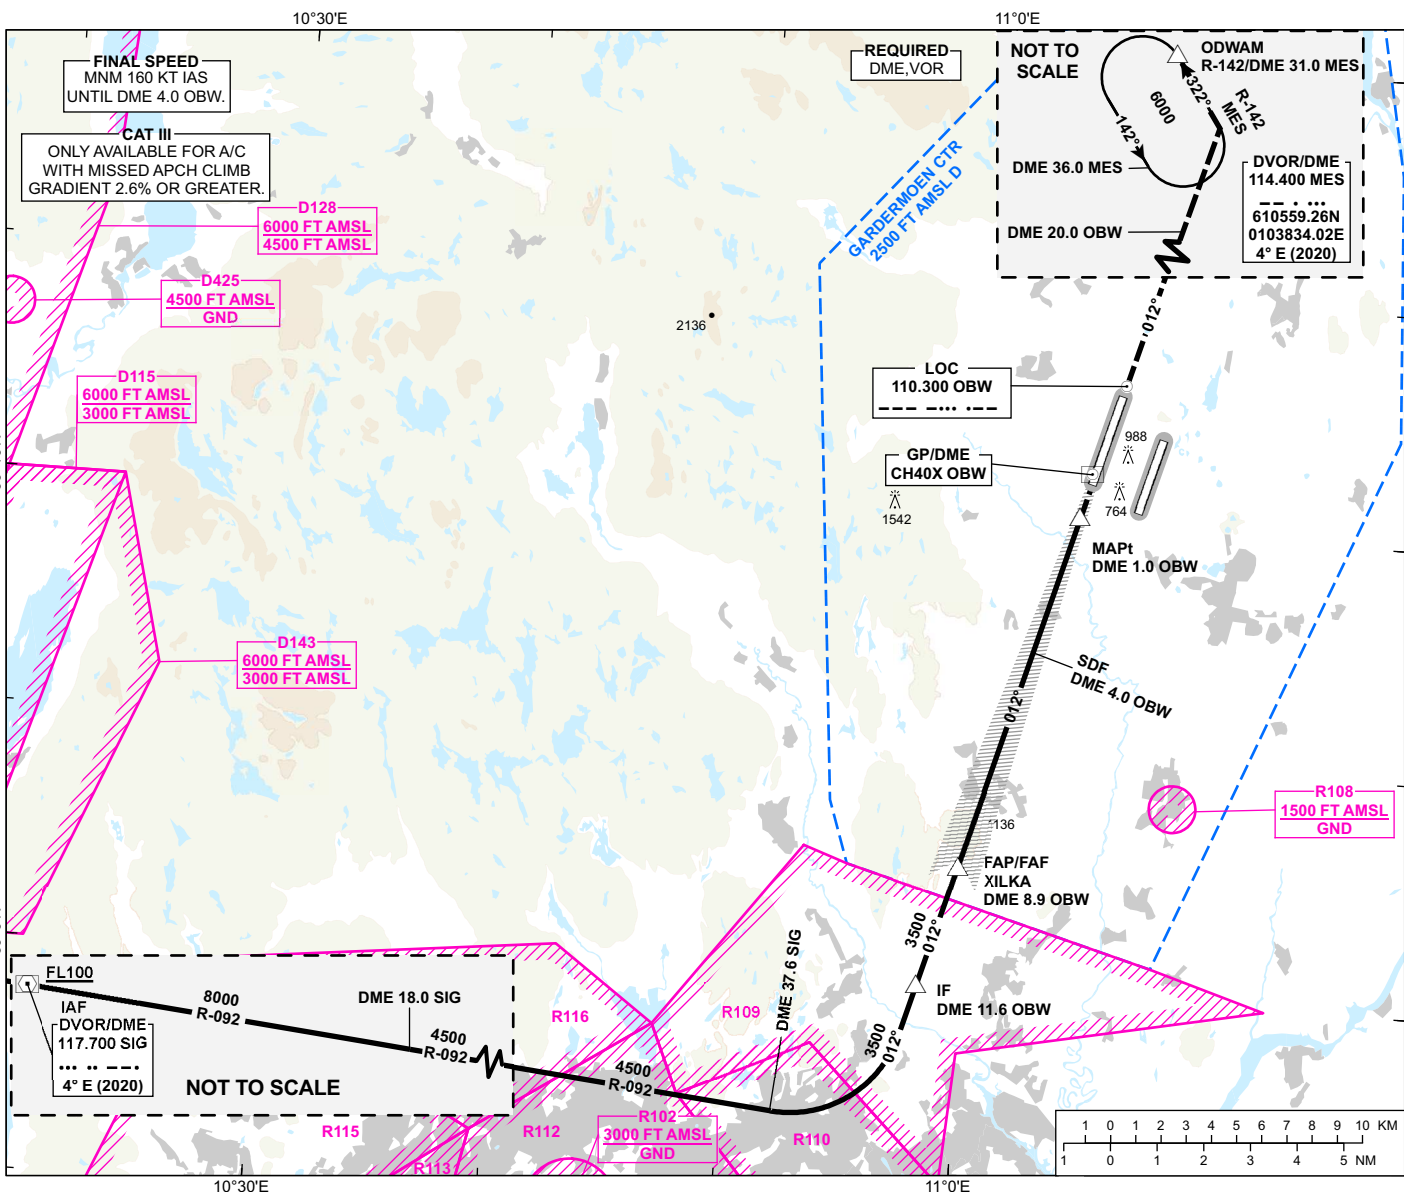 10°30'E
11°0'E
FINAL SPEED
MNM 160 KT IAS
UNTIL DME 4.0 OBW.
CAT III
ONLY AVAILABLE FOR A/C
WITH MISSED APCH CLIMB
GRADIENT 2.6% OR GREATER.
REQUIRED
DME,VOR
NOT TO
SCALE
ODWAM
R-142/DME 31.0 MES
322°
R-142
MES
6000
142°
DME 36.0 MES
DME 20.0 OBW
DVOR/DME
114.400 MES
610559.26N
0103834.02E
4° E (2020)
GARDERMOEN CTR
2500 FT AMSL D
D128
6000 FT AMSL
4500 FT AMSL
D425
4500 FT AMSL
GND
D115
6000 FT AMSL
3000 FT AMSL
2136
012°
LOC
110.300 OBW
GP/DME
CH40X OBW
988
764
1542
MAPt
DME 1.0 OBW
D143
6000 FT AMSL
3000 FT AMSL
SDF
DME 4.0 OBW
012°
R108
1500 FT AMSL
GND
136
FAP/FAF
XILKA
DME 8.9 OBW
3500
012°
IF
DME 11.6 OBW
3500
012°
DME 37.6 SIG
FL100
IAF
DVOR/DME
117.700 SIG
4° E (2020)
8000
R-092
DME 18.0 SIG
4500
R-092
NOT TO SCALE
4500
R-092
R116
R109
R115
R113
R112
R102
3000 FT AMSL
GND
R110
1 0 1 2 3 4 5 6 7 8 9 10 KM
1 0 1 2 3 4 5 NM
10°30'E
11°0'E